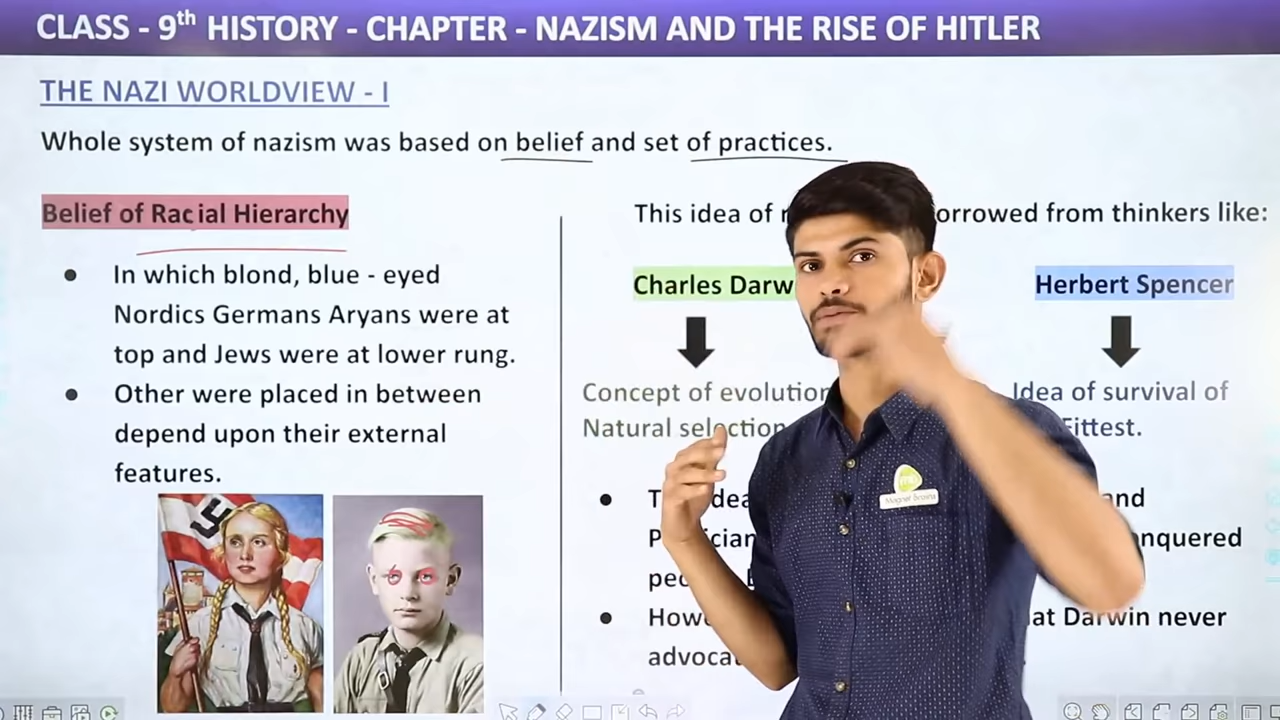 CLASS - 9th HISTORY - CHAPTER - NAZISM AND THE RISE OF HITLER
THE NAZI WORLDVIEW - I
Whole system of nazism was based on belief and set of practices.
Belief of Racial Hierarchy
● In which blond, blue - eyed
Nordics Germans Aryans were at
top and Jews were at lower rung.
● Other were placed in between
depend upon their external
features.
This idea of orrowed from thinkers like:
Charles Darw
Herbert Spencer
Concept of evolution
Natural selection
Idea of survival of
Fittest.
● and
nquered
● at Darwin never
advoca
Magnet Brains